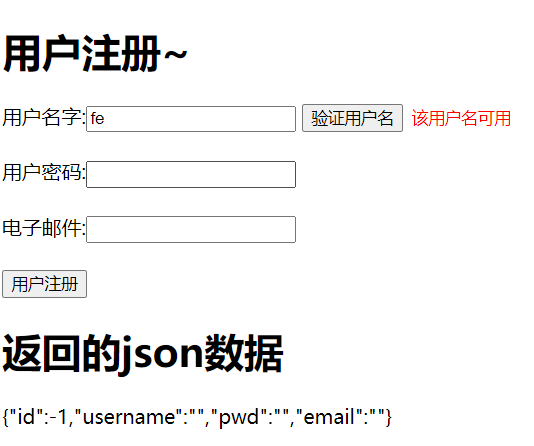 用户注册~
用户名字:fe 验证用户名 该用户名可用
用户密码:
电子邮件:
用户注册
返回的json数据
{"id":-1,"username":"","pwd":"","email":""}